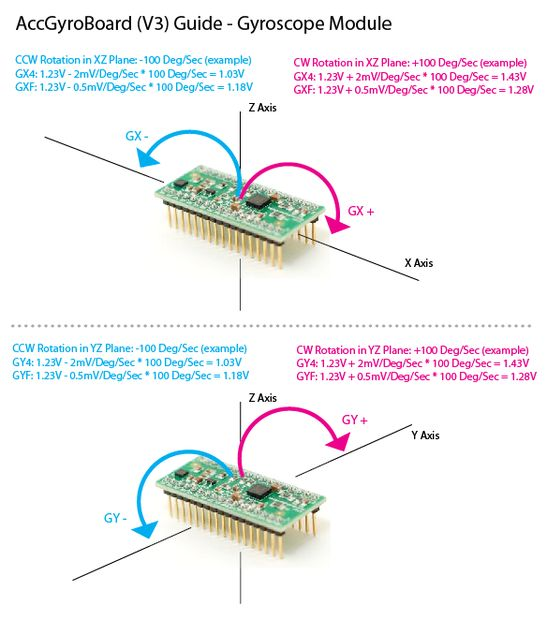 AccGyroBoard (V3) Guide - Gyroscope Module
CCW Rotation in XZ Plane: -100 Deg/Sec (example)
GX4: 1.23V - 2mV/Deg/Sec * 100 Deg/Sec = 1.03V
GXF: 1.23V - 0.5mV/Deg/Sec * 100 Deg/Sec = 1.18V
CW Rotation in XZ Plane: +100 Deg/Sec (example)
GX4: 1.23V + 2mV/Deg/Sec * 100 Deg/Sec = 1.43V
GXF: 1.23V + 0.5mV/Deg/Sec * 100 Deg/Sec = 1.28V
Z Axis
GX -
GX +
X Axis
CCW Rotation in YZ Plane: -100 Deg/Sec (example)
GY4: 1.23V - 2mV/Deg/Sec * 100 Deg/Sec = 1.03V
GYF: 1.23V - 0.5mV/Deg/Sec * 100 Deg/Sec = 1.18V
CW Rotation in YZ Plane: +100 Deg/Sec (example)
GY4: 1.23V + 2mV/Deg/Sec * 100 Deg/Sec = 1.43V
GYF: 1.23V + 0.5mV/Deg/Sec * 100 Deg/Sec = 1.28V
Z Axis
GY +
Y Axis
GY -